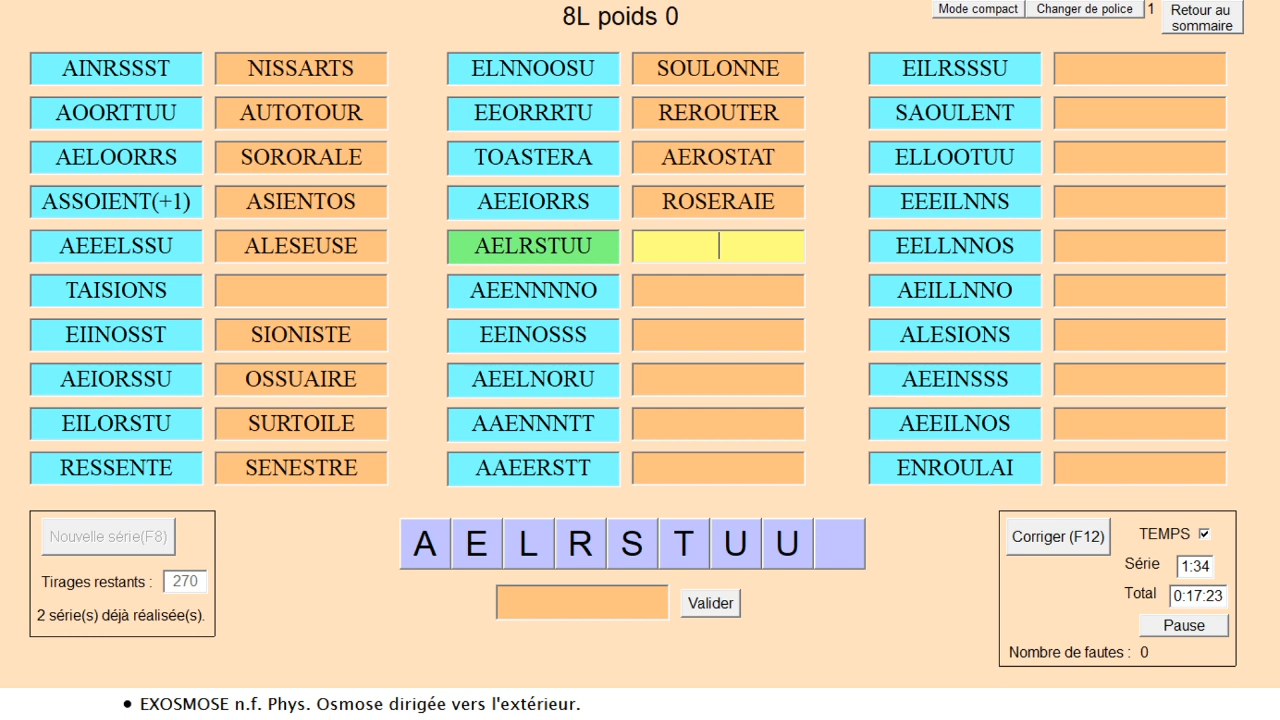 8L poids 0
Mode compact
Changer de police
1
Retour au
sommaire
AINRSSST NISSARTS
AOORTTUU AUTOTOUR
AELOORRS SORORALE
ASSOIENT(+1) ASIENTOS
AEEELSSU ALESEUSE
TAISIONS
EIINOSST SIONISTE
AEIORSSU OSSUAIRE
EILORSTU SURTOILE
RESSENTE SENESTRE
ELNNOOSU SOULONNE
EEORRRTU REROUTER
TOASTERA AEROSTAT
AEEIORRS ROSERAIE
AELRSTUU
AEENNNNO
EEINOSSS
AEELNORU
AAENNNTT
AAEERSTT
EILRSSSU
SAOULENT
ELLOOTUU
EEEILNNS
EELLNNOS
AEILLNNO
ALESIONS
AEEINSSS
AEEILNOS
ENROULAI
Nouvelle série(F8)
Tirages restants : 270
2 série(s) déjà réalisée(s).
A E L R S T U U
Valider
Corriger (F12)
TEMPS
Série 1:34
Total 0:17:23
Pause
Nombre de fautes : 0
• EXOSMOSE n.f. Phys. Osmose dirigée vers l'extérieur.